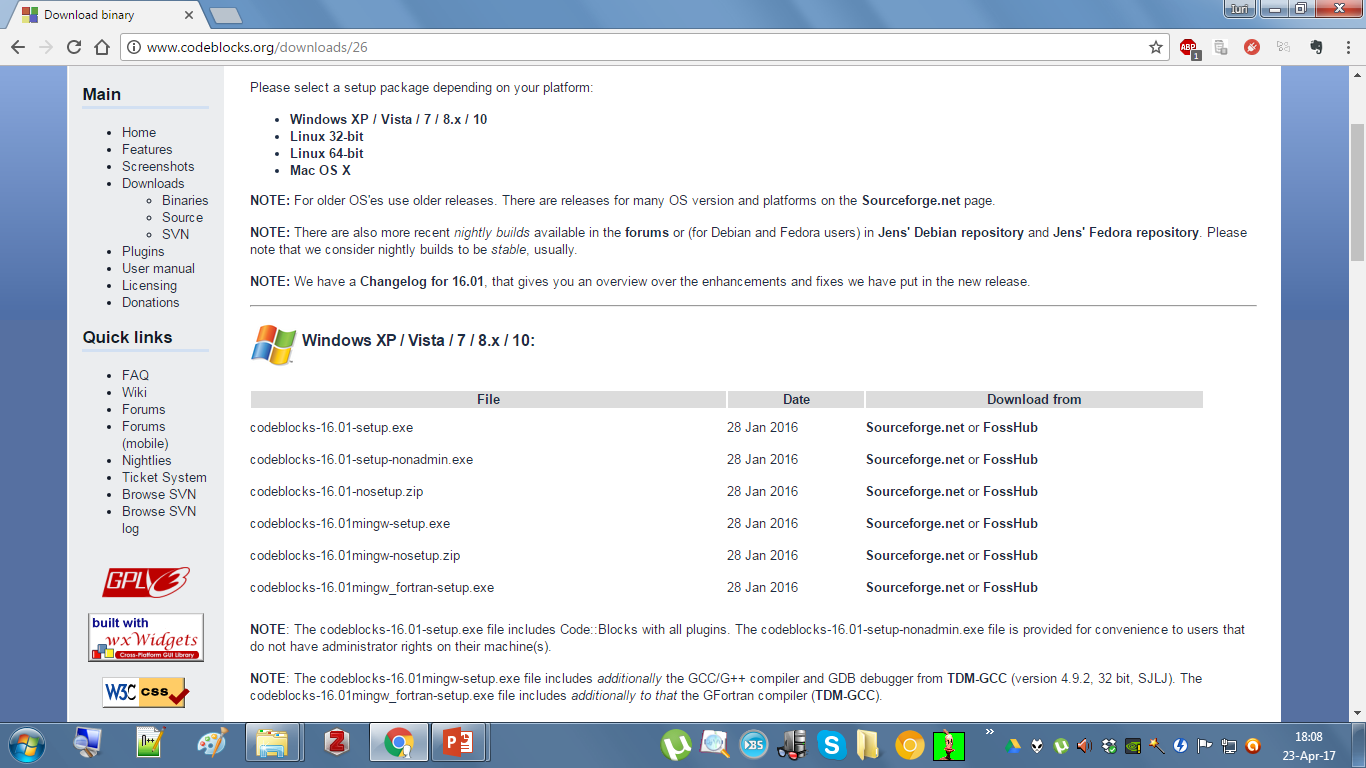 Download binary
Iuri
www.codeblocks.org/downloads/26
ABP
1
Main
Home
Features
Screenshots
Downloads
Binaries
Source
SVN
Plugins
User manual
Licensing
Donations
Quick links
FAQ
Wiki
Forums
Forums
(mobile)
Nightlies
Ticket System
Browse SVN
Browse SVN
log
GPLv3
built with
wxWidgets
Cross-Platform GUI Library
W3C css
Please select a setup package depending on your platform:
Windows XP / Vista / 7 / 8.x / 10
Linux 32-bit
Linux 64-bit
Mac OS X
NOTE: For older OS'es use older releases. There are releases for many OS version and platforms on the Sourceforge.net page.
NOTE: There are also more recent nightly builds available in the forums or (for Debian and Fedora users) in Jens' Debian repository and Jens' Fedora repository. Please
note that we consider nightly builds to be stable, usually.
NOTE: We have a Changelog for 16.01, that gives you an overview over the enhancements and fixes we have put in the new release.
Windows XP / Vista / 7 / 8.x / 10:
File Date Download from
codeblocks-16.01-setup.exe 28 Jan 2016 Sourceforge.net or FossHub
codeblocks-16.01-setup-nonadmin.exe 28 Jan 2016 Sourceforge.net or FossHub
codeblocks-16.01-nosetup.zip 28 Jan 2016 Sourceforge.net or FossHub
codeblocks-16.01mingw-setup.exe 28 Jan 2016 Sourceforge.net or FossHub
codeblocks-16.01mingw-nosetup.zip 28 Jan 2016 Sourceforge.net or FossHub
codeblocks-16.01mingw_fortran-setup.exe 28 Jan 2016 Sourceforge.net or FossHub
NOTE: The codeblocks-16.01-setup.exe file includes Code::Blocks with all plugins. The codeblocks-16.01-setup-nonadmin.exe file is provided for convenience to users that
do not have administrator rights on their machine(s).
NOTE: The codeblocks-16.01mingw-setup.exe file includes additionally the GCC/G++ compiler and GDB debugger from TDM-GCC (version 4.9.2, 32 bit, SJLJ). The
codeblocks-16.01mingw_fortran-setup.exe file includes additionally to that the GFortran compiler (TDM-GCC).
18:08
23-Apr-17